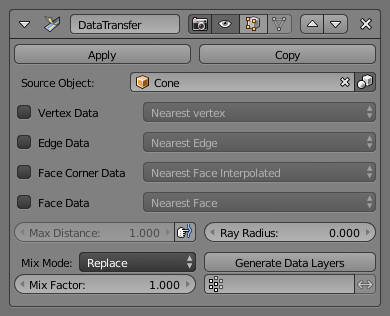 DataTransfer
Apply Copy
Source Object: Cone
Vertex Data Nearest vertex
Edge Data Nearest Edge
Face Corner Data Nearest Face Interpolated
Face Data Nearest Face
Max Distance: 1.000 Ray Radius: 0.000
Mix Mode: Replace Generate Data Layers
Mix Factor: 1.000